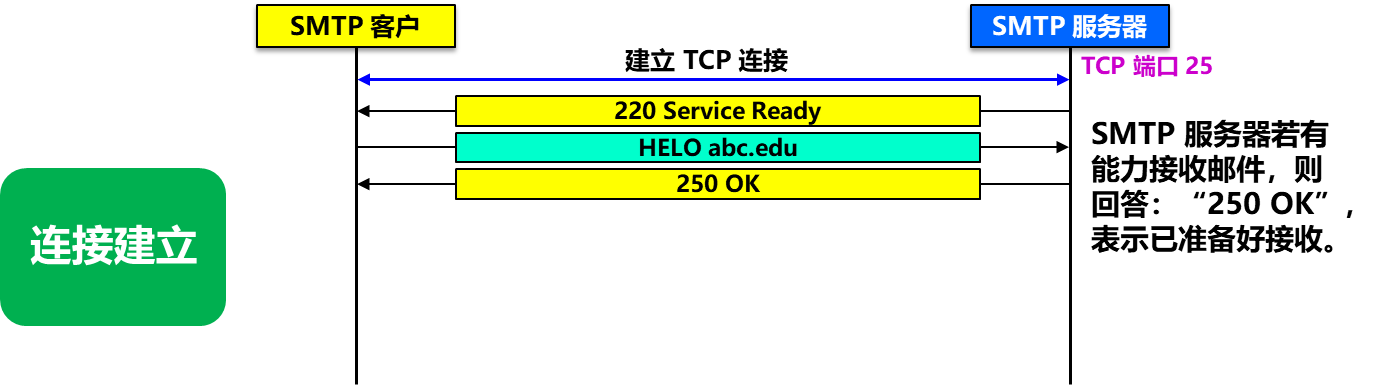 SMTP 客户
SMTP 服务器
建立 TCP 连接
TCP 端口 25
220 Service Ready
HELO abc.edu
250 OK
SMTP 服务器若有
能力接收邮件，则
回答：“250 OK”，
表示已准备好接收。
连接建立